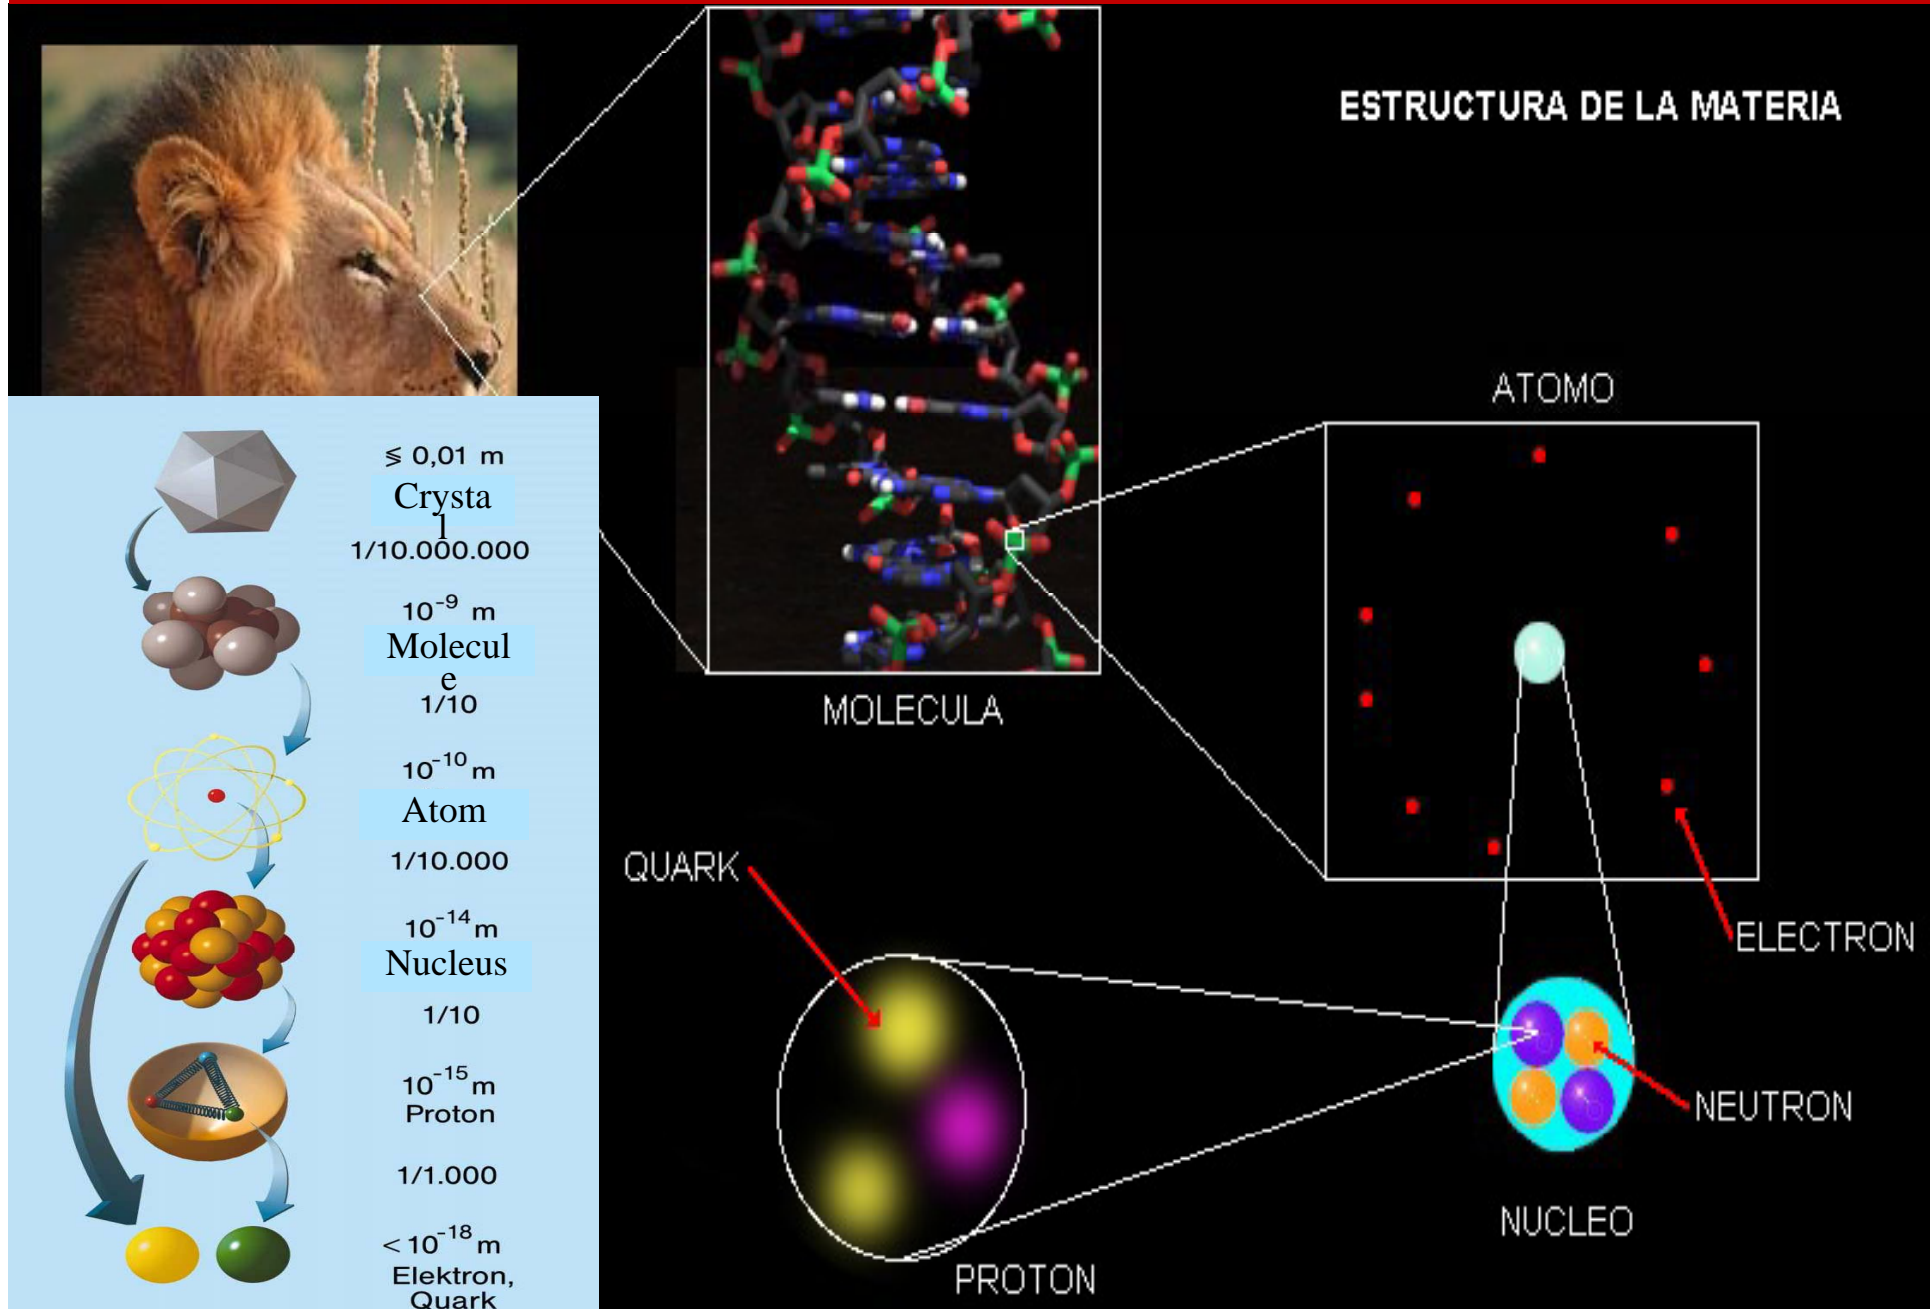 ESTRUCTURA DE LA MATERIA
≦ 0,01 m
Crysta
l
1/10.000.000
10⁻⁹ m
Molecul
e
1/10
10⁻¹⁰ m
Atom
1/10.000
10⁻¹⁴ m
Nucleus
1/10
10⁻¹⁵ m
Proton
1/1.000
<10⁻¹⁸ m
Elektron,
Quark
MOLECULA
ATOMO
ELECTRON
QUARK
NEUTRON
NUCLEO
PROTON